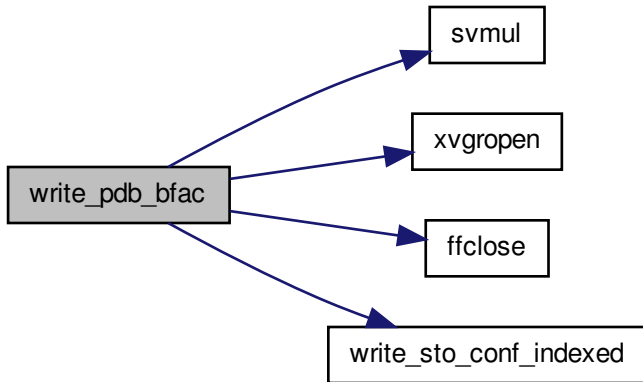 svmul
xvgropen
write_pdb_bfac
ffclose
write_sto_conf_indexed